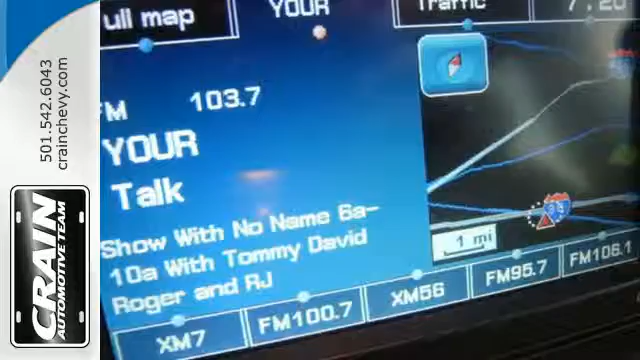 ull map
YOUR
Traffic
FM 103.7
YOUR
Talk
Show With No Name 6a-
10a With Tommy David
Roger and RJ
1 mi
XM7
FM100.7
XM56
FM95.7
FM106.1
501.542.6043
crainchevy.com
CRAIN
AUTOMOTIVE TEAM